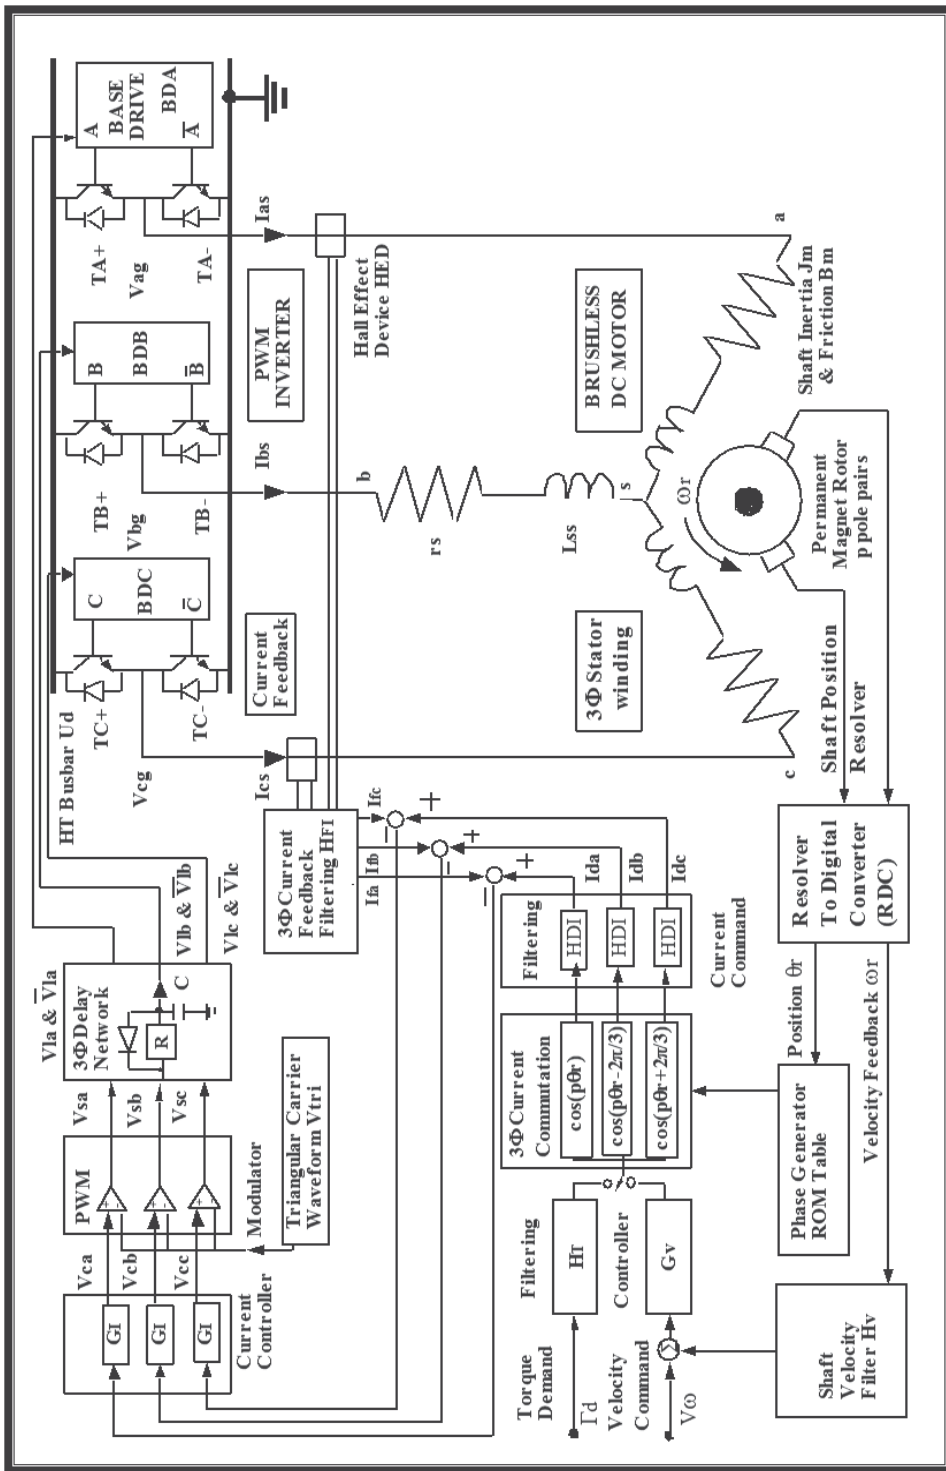 HT Busbar Ud
TC+
Vcg
TC-
C
BDC
C̅
TB+
Vbg
TB-
B
BDB
B̅
TA+
Vag
TA-
A
BASE
DRIVE
BDA
A̅
Ics
Current
Feedback
Ibs
PWM
INVERTER
Ias
Hall Effect
Device HED
V1a & V̅1a
V1b & V̅1b
V1c & V̅1c
3Φ Delay
Network
R
C
Vsa
Vsb
Vsc
PWM
+
-
+
-
+
-
Modulator
Triangular Carrier
Waveform Vtri
Vca
Vcb
Vcc
GI
GI
GI
Current
Controller
3Φ Current
Feedback
Filtering HFI
Ifa
Ifb
Ifc
+
-
+
-
+
-
Ida
Idb
Idc
Filtering
HDI
HDI
HDI
Current
Command
3Φ Current
Commutation
cos(pθr)
cos(pθr-2π/3)
cos(pθr+2π/3)
Torque
Demand
Γd
Filtering
HT
Velocity
Command
Vω
Σ
Controller
GV
b
rs
Lss
s
a
c
ωr
BRUSHLESS
DC MOTOR
3Φ Stator
winding
Shaft Inertia Jm
& Friction Bm
Permanent
Magnet Rotor
p pole pairs
Shaft Position
Resolver
Resolver
To Digital
Converter
(RDC)
Position θr
Velocity Feedback ωr
Phase Generator
ROM Table
Shaft
Velocity
Filter Hv